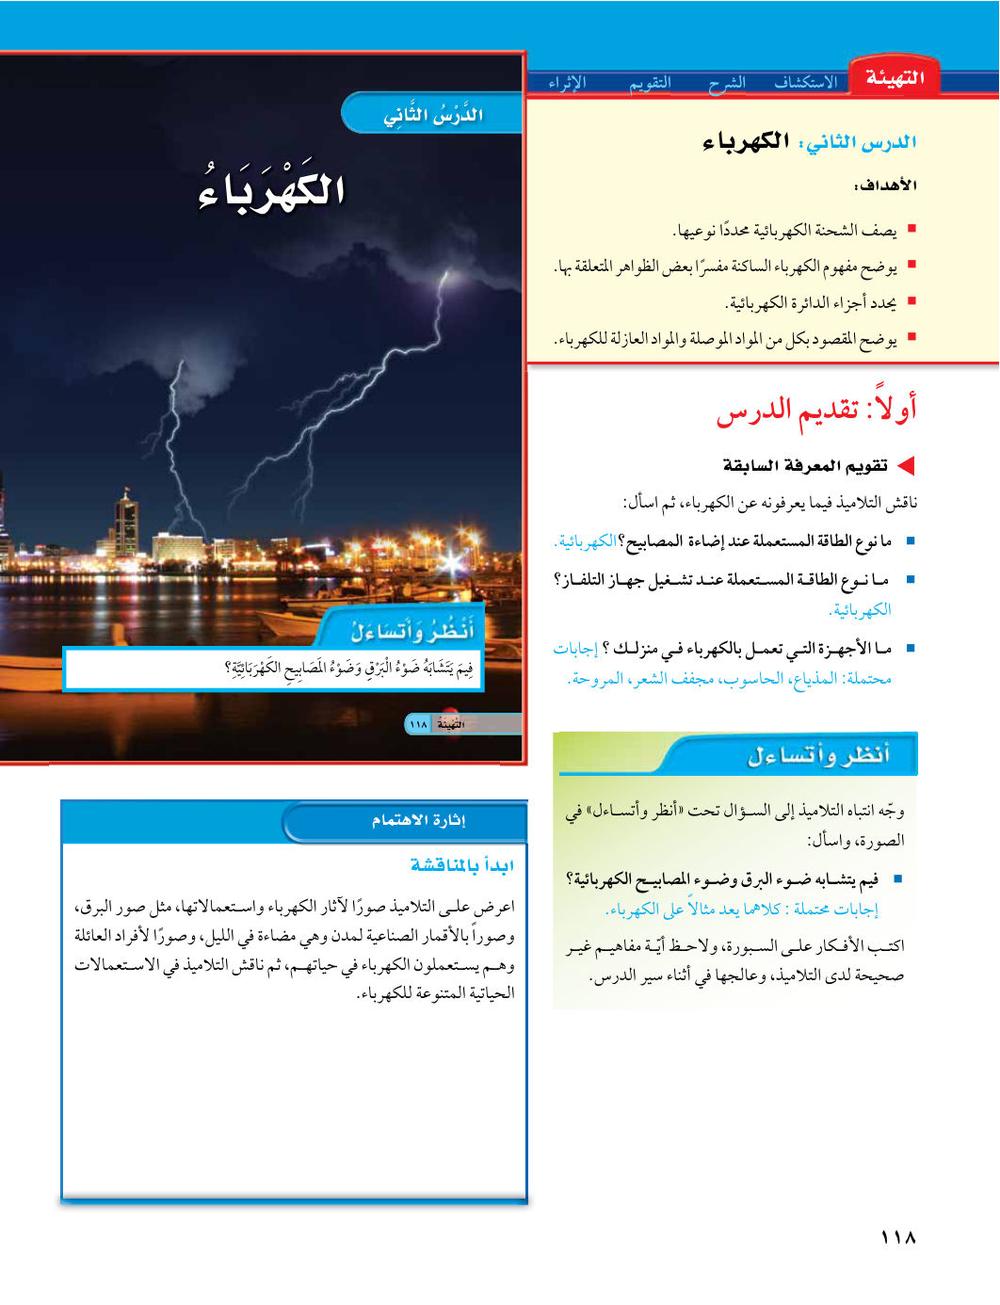 التهيئة الاستكشاف الشرح التقويم الإثراء
الدرس الثاني: الكهرباء
الأهداف:
يصف الشحنة الكهربائية محددًا نوعيها.
يوضح مفهوم الكهرباء الساكنة مفسرًا بعض الظواهر المتعلقة بها.
يحدد أجزاء الدائرة الكهربائية.
يوضح المقصود بكل من المواد الموصلة والمواد العازلة للكهرباء.
أولاً: تقديم الدرس
تقويم المعرفة السابقة
ناقش التلاميذ فيما يعرفونه عن الكهرباء، ثم اسأل:
ما نوع الطاقة المستعملة عند إضاءة المصابيح؟ الكهربائية.
ما نوع الطاقة المستعملة عند تشغيل جهاز التلفاز؟
الكهربائية.
ما الأجهزة التي تعمل بالكهرباء في منزلك ؟ إجابات
محتملة: المذياع، الحاسوب، مجفف الشعر، المروحة.
أنظر وأتساءل
وجّه انتباه التلاميذ إلى السؤال تحت «أنظر وأتساءل» في
الصورة، واسأل:
فيم يتشابه ضوء البرق وضوء المصابيح الكهربائية؟
إجابات محتملة : كلاهما يعد مثالاً على الكهرباء.
اكتب الأفكار على السبورة، ولاحظ أيّة مفاهيم غير
صحيحة لدى التلاميذ، وعالجها في أثناء سير الدرس.
الدَّرْسُ الثَّانِي
الكَهْرَبَاءُ
أَنْظُرُ وَأَتَسَاءَلُ
فِيمَ يَتَشَابَهُ ضَوْءُ الْبَرْقِ وَضَوْءُ المَصَابِيحِ الكَهْرَبَائِيَّةِ؟
التَّهْيِئَةُ ١١٨
إثارة الاهتمام
ابدأ بالمناقشة
اعرض على التلاميذ صورًا لآثار الكهرباء واستعمالاتها، مثل صور البرق،
وصوراً بالأقمار الصناعية لمدن وهي مضاءة في الليل، وصورًا لأفراد العائلة
وهم يستعملون الكهرباء في حياتهم، ثم ناقش التلاميذ في الاستعمالات
الحياتية المتنوعة للكهرباء.
١١٨